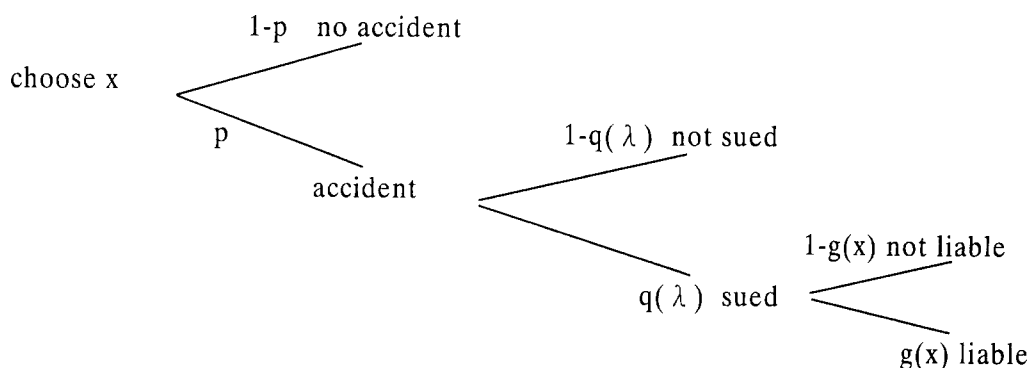 1-p no accident
choose x
p
accident
1-q(λ) not sued
q(λ) sued
1-g(x) not liable
g(x) liable